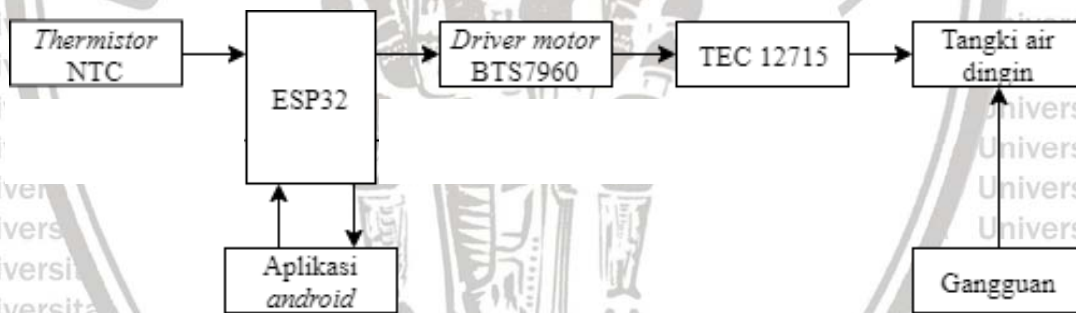 Thermistor
NTC
ESP32
Driver motor
BTS7960
TEC 12715
Tangki air
dingin
Aplikasi
android
Gangguan